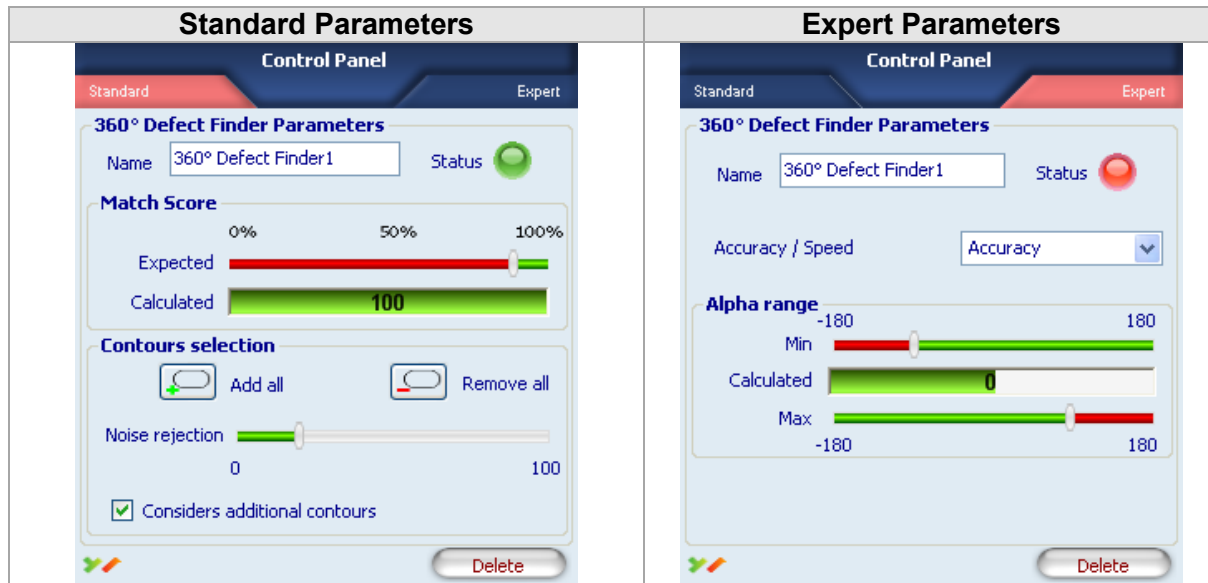 Standard Parameters
Control Panel
Standard Expert
360° Defect Finder Parameters
Name 360° Defect Finder1 Status
Match Score
0% 50% 100%
Expected
Calculated 100
Contours selection
Add all Remove all
Noise rejection
0 100
Considers additional contours
Delete
Expert Parameters
Control Panel
Standard Expert
360° Defect Finder Parameters
Name 360° Defect Finder1 Status
Accuracy / Speed Accuracy
Alpha range
-180 180
Min
Calculated 0
Max
-180 180
Delete